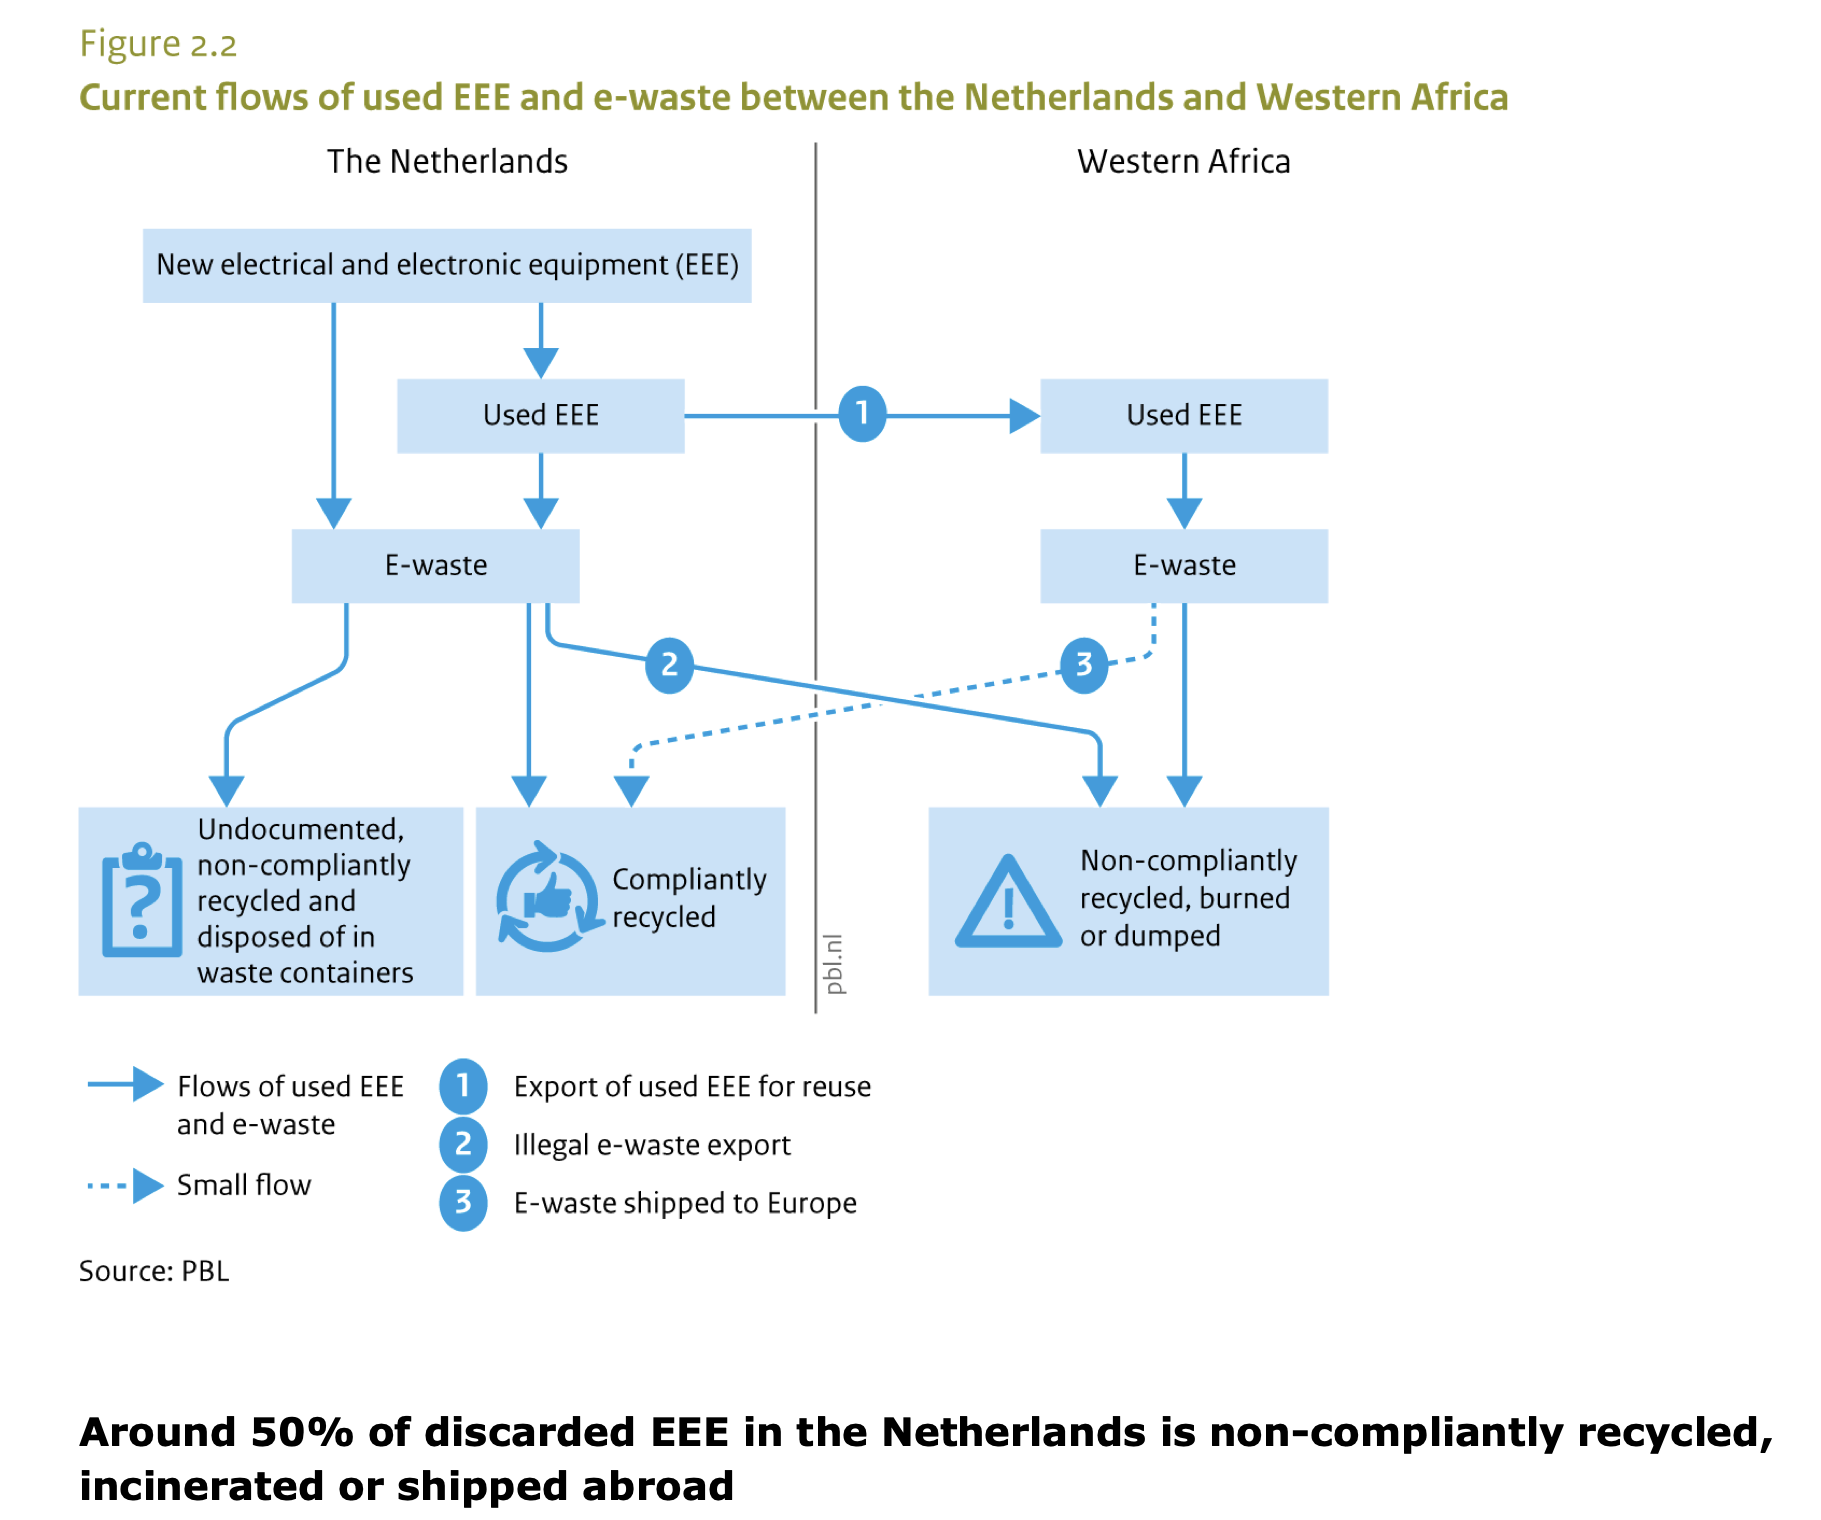 Figure 2.2
Current flows of used EEE and e-waste between the Netherlands and Western Africa
The Netherlands
Western Africa
New electrical and electronic equipment (EEE)
Used EEE
1
Used EEE
E-waste
E-waste
2
3
Undocumented,
non-compliantly
recycled and
disposed of in
waste containers
?
Compliantly
recycled
Non-compliantly
recycled, burned
or dumped
!
pbl.nl
Flows of used EEE
and e-waste
Small flow
1 Export of used EEE for reuse
2 Illegal e-waste export
3 E-waste shipped to Europe
Source: PBL
Around 50% of discarded EEE in the Netherlands is non-compliantly recycled,
incinerated or shipped abroad